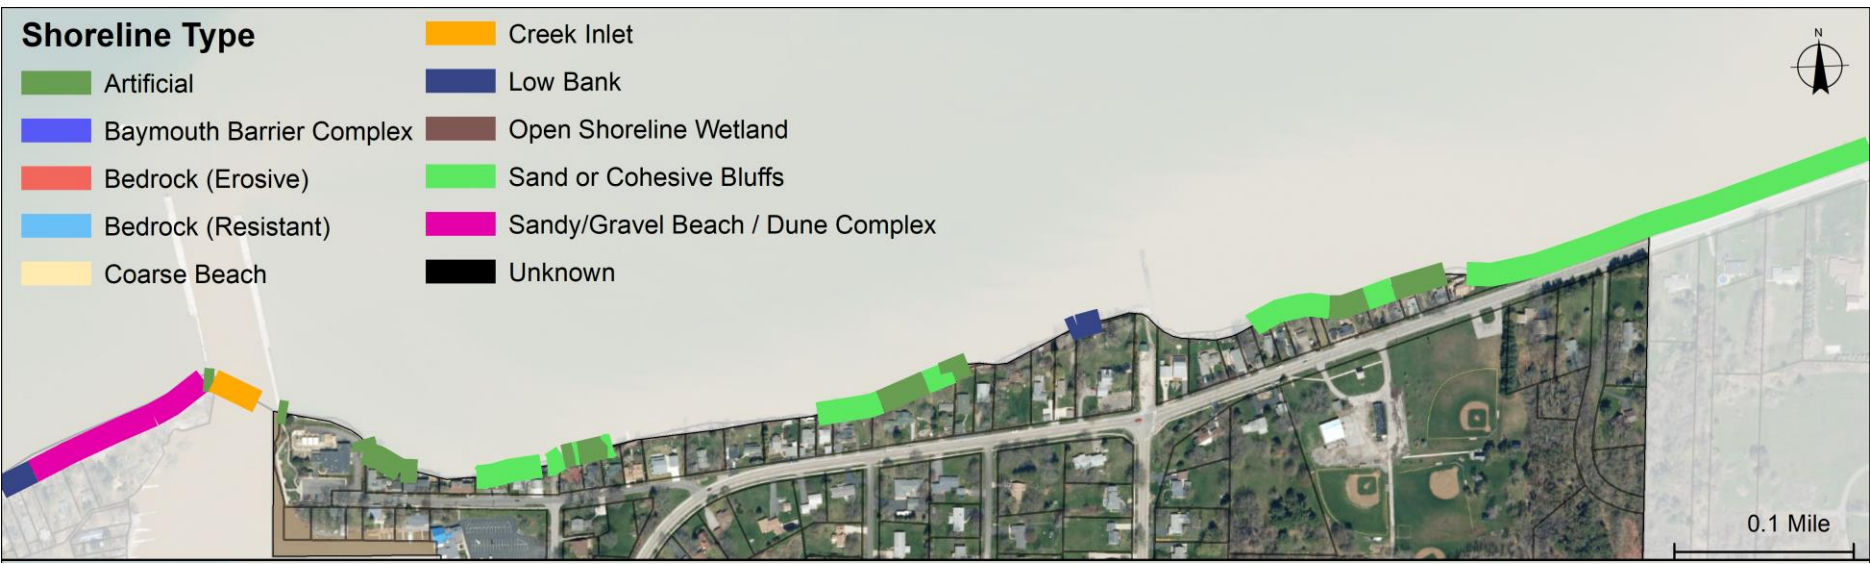 Shoreline Type
Artificial
Baymouth Barrier Complex
Bedrock (Erosive)
Bedrock (Resistant)
Coarse Beach
Creek Inlet
Low Bank
Open Shoreline Wetland
Sand or Cohesive Bluffs
Sandy/Gravel Beach / Dune Complex
Unknown
N
0.1 Mile